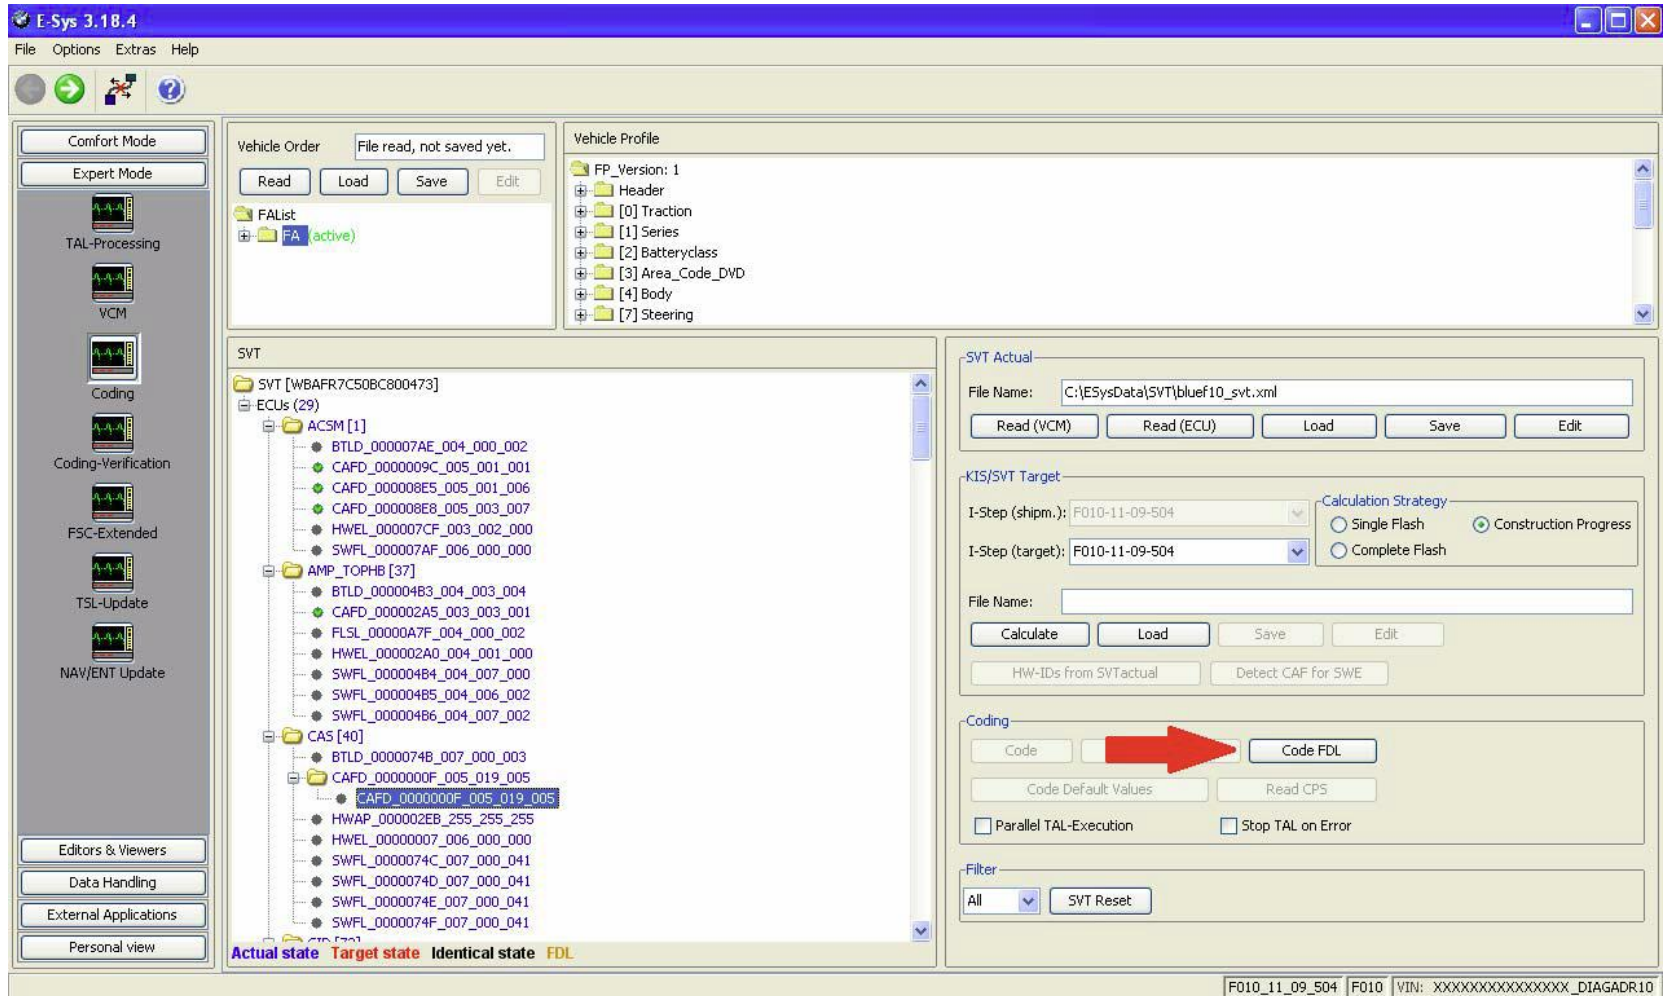 E-Sys 3.18.4
File Options Extras Help
Comfort Mode
Expert Mode
TAL-Processing
VCM
Coding
Coding-Verification
FSC-Extended
TSL-Update
NAV/ENT Update
Editors & Viewers
Data Handling
External Applications
Personal view
Vehicle Order File read, not saved yet.
Read Load Save Edit
FAList
FA (active)
Vehicle Profile
FP_Version: 1
Header
[0] Traction
[1] Series
[2] Batteryclass
[3] Area_Code_DVD
[4] Body
[7] Steering
SVT
SVT [WBAFR7C50BC800473]
ECUs (29)
ACSM [1]
BTLD_000007AE_004_000_002
CAFD_0000009C_005_001_001
CAFD_000008E5_005_001_006
CAFD_000008E8_005_003_007
HWEL_000007CF_003_002_000
SWFL_000007AF_006_000_000
AMP_TOPHB [37]
BTLD_000004B3_004_003_004
CAFD_000002A5_003_003_001
FLSL_00000A7F_004_000_002
HWEL_000002A0_004_001_000
SWFL_000004B4_004_007_000
SWFL_000004B5_004_006_002
SWFL_000004B6_004_007_002
CAS [40]
BTLD_0000074B_007_000_003
CAFD_0000000F_005_019_005
CAFD_0000000F_005_019_005
HWAP_000002EB_255_255_255
HWEL_00000007_006_000_000
SWFL_0000074C_007_000_041
SWFL_0000074D_007_000_041
SWFL_0000074E_007_000_041
SWFL_0000074F_007_000_041
Actual state Target state Identical state FDL
SVT Actual
File Name: C:\ESysData\SVT\bluef10_svt.xml
Read (VCM) Read (ECU) Load Save Edit
KIS/SVT Target
I-Step (shipm.): F010-11-09-504
I-Step (target): F010-11-09-504
Calculation Strategy
Single Flash Construction Progress
Complete Flash
File Name:
Calculate Load Save Edit
HW-IDs from SVTactual Detect CAF for SWE
Coding
Code Code FDL
Code Default Values Read CPS
Parallel TAL-Execution Stop TAL on Error
Filter
All SVT Reset
F010_11_09_504 F010 VIN: XXXXXXXXXXXXXXX_DIAGADR10